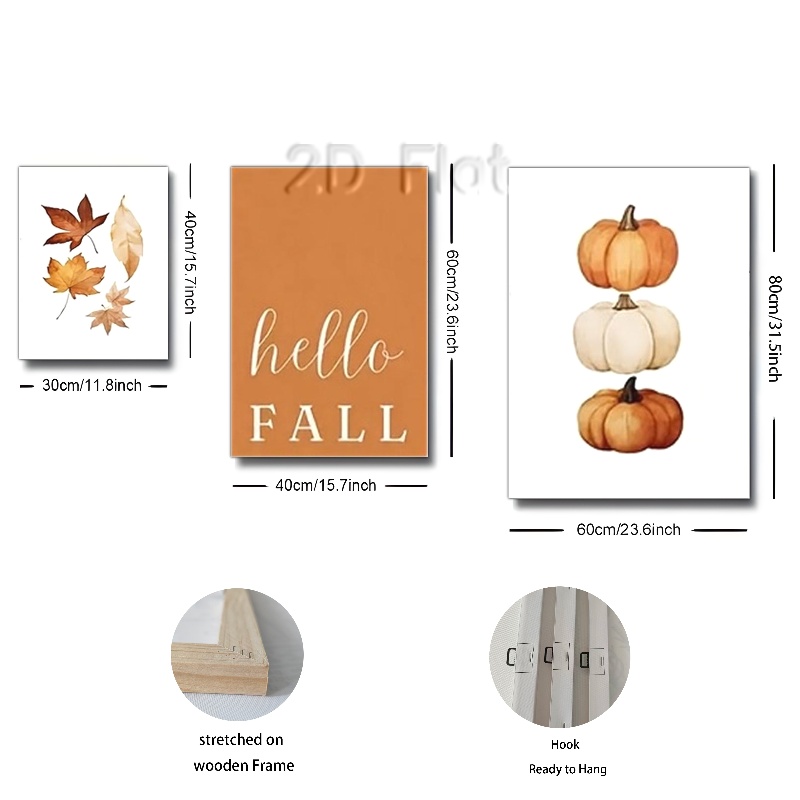 2D Flat
40cm/15.7inch
30cm/11.8inch
hello
FALL
60cm/23.6inch
40cm/15.7inch
80cm/31.5inch
60cm/23.6inch
stretched on
wooden Frame
Hook
Ready to Hang